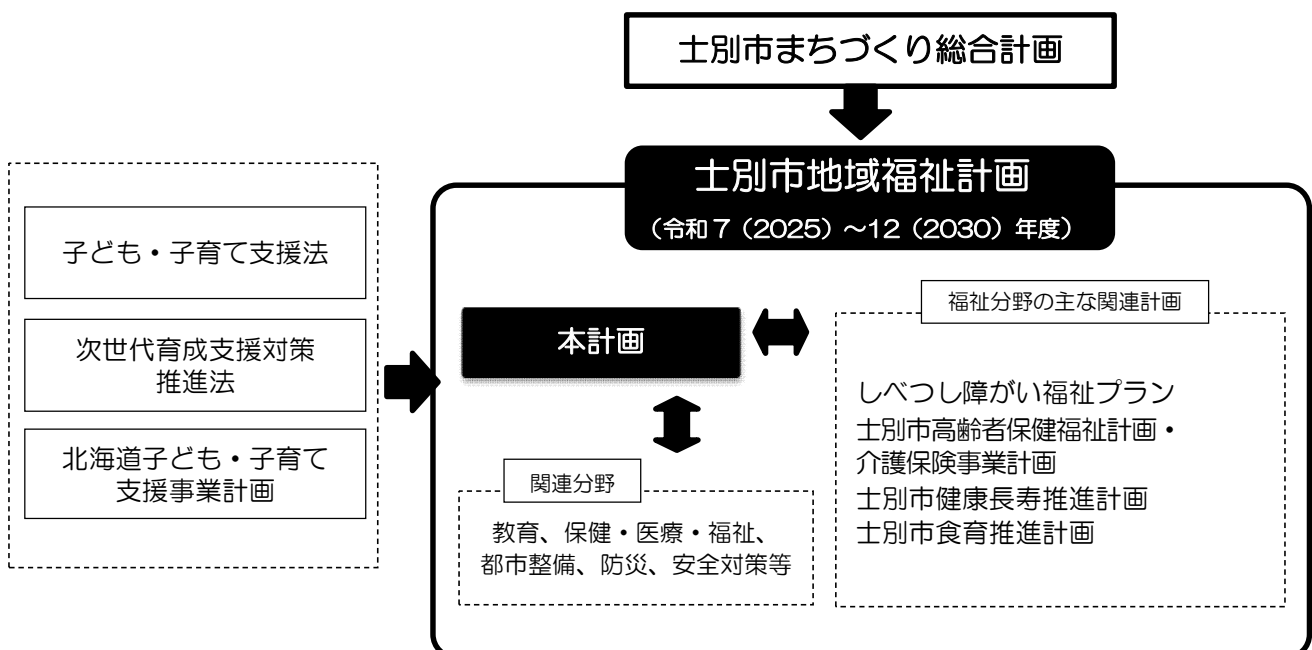 士別市まちづくり総合計画
士別市地域福祉計画
(令和7(2025)~12(2030)年度)
子ども・子育て支援法
次世代育成支援対策
推進法
北海道子ども・子育て
支援事業計画
本計画
関連分野
教育、保健・医療・福祉、
都市整備、防災、安全対策等
福祉分野の主な関連計画
しべつし障がい福祉プラン
士別市高齢者保健福祉計画・
介護保険事業計画
士別市健康長寿推進計画
士別市食育推進計画